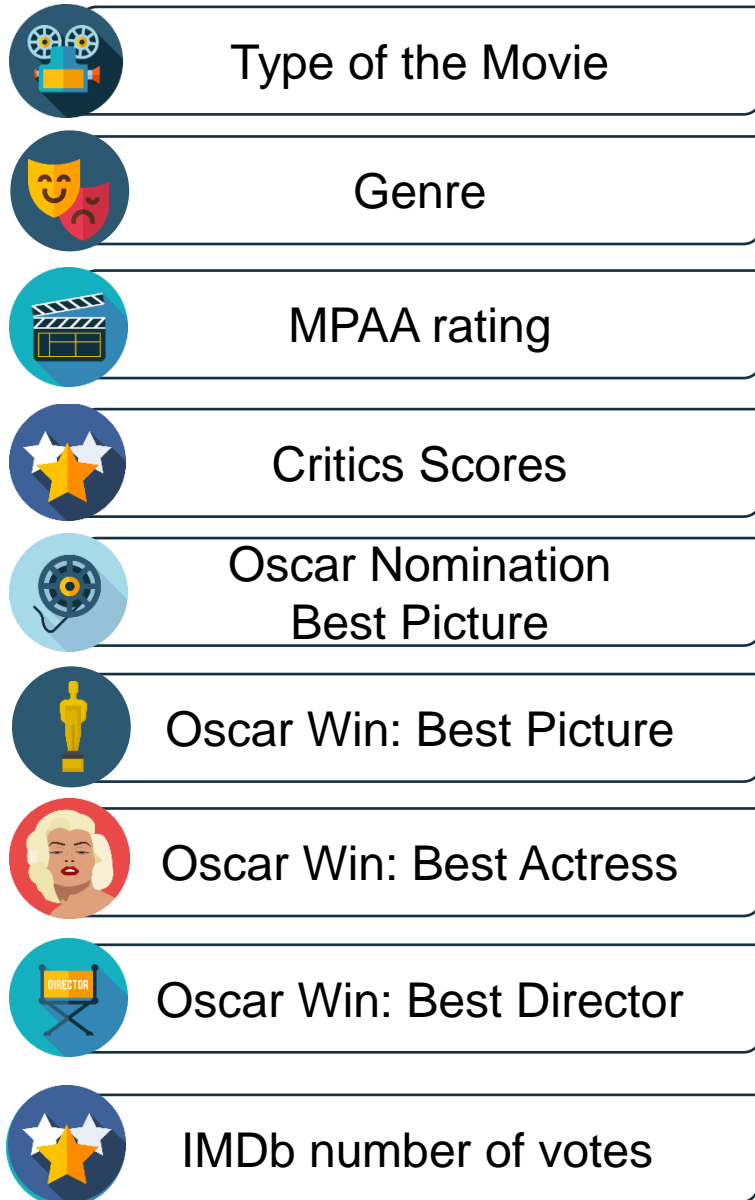 Type of the Movie
Genre
MPAA rating
Critics Scores
Oscar Nomination
Best Picture
Oscar Win: Best Picture
Oscar Win: Best Actress
DIRECTOR
Oscar Win: Best Director
IMDb number of votes